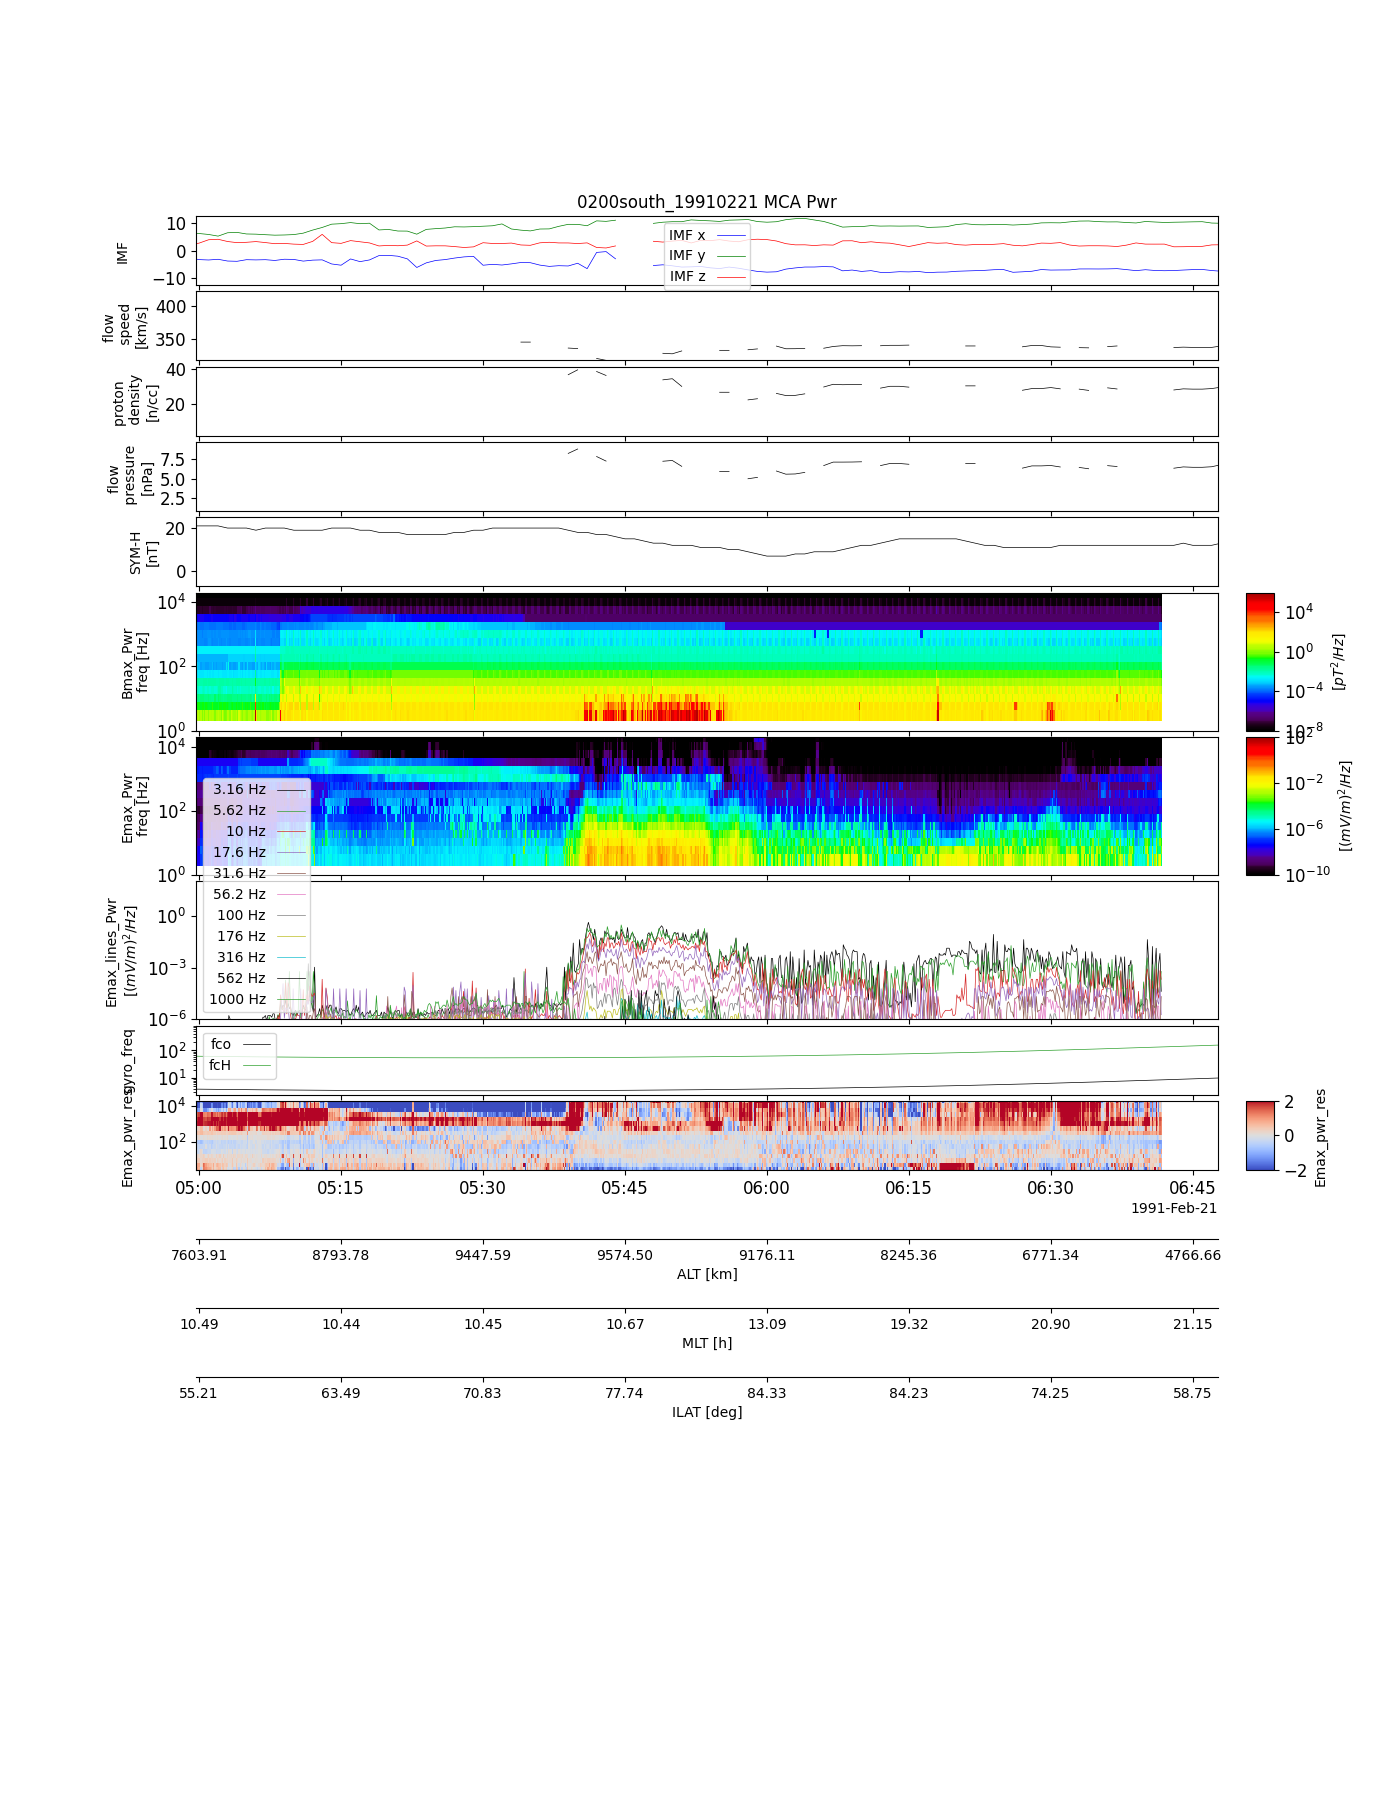 0200south_19910221 MCA Pwr
10
0
−10
IMF
IMF x
IMF y
IMF z
400
350
flow
speed
[km/s]
40
20
proton
density
[n/cc]
7.5
5.0
2.5
flow
pressure
[nPa]
20
0
SYM-H
[nT]
10^4
10^2
10^0
Bmax_Pwr
freq [Hz]
10^4
10^0
10^−4
10^−8
[pT^2/Hz]
10^4
10^2
10^0
Emax_Pwr
freq [Hz]
10^2
10^−2
10^−6
10^−10
[(mV/m)^2/Hz]
3.16 Hz
5.62 Hz
10 Hz
17.6 Hz
31.6 Hz
56.2 Hz
100 Hz
176 Hz
316 Hz
562 Hz
1000 Hz
10^0
10^−3
10^−6
Emax_lines_Pwr
[(mV/m)^2/Hz]
10^2
10^1
gyro_freq
fco
fcH
10^4
10^2
Emax_pwr_res
2
0
−2
Emax_pwr_res
05:00 05:15 05:30 05:45 06:00 06:15 06:30 06:45
1991-Feb-21
7603.91 8793.78 9447.59 9574.50 9176.11 8245.36 6771.34 4766.66
ALT [km]
10.49 10.44 10.45 10.67 13.09 19.32 20.90 21.15
MLT [h]
55.21 63.49 70.83 77.74 84.33 84.23 74.25 58.75
ILAT [deg]